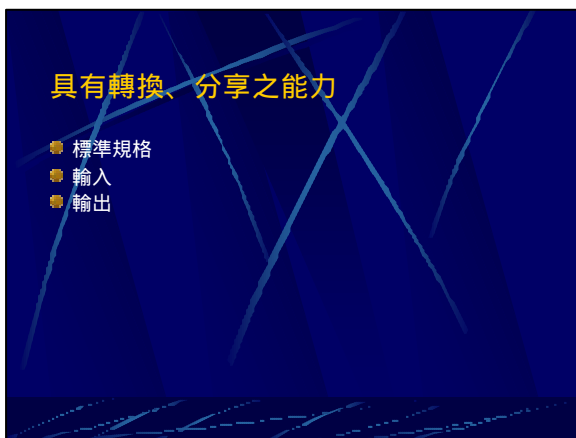 具有轉換、分享之能力
標準規格
輸入
輸出